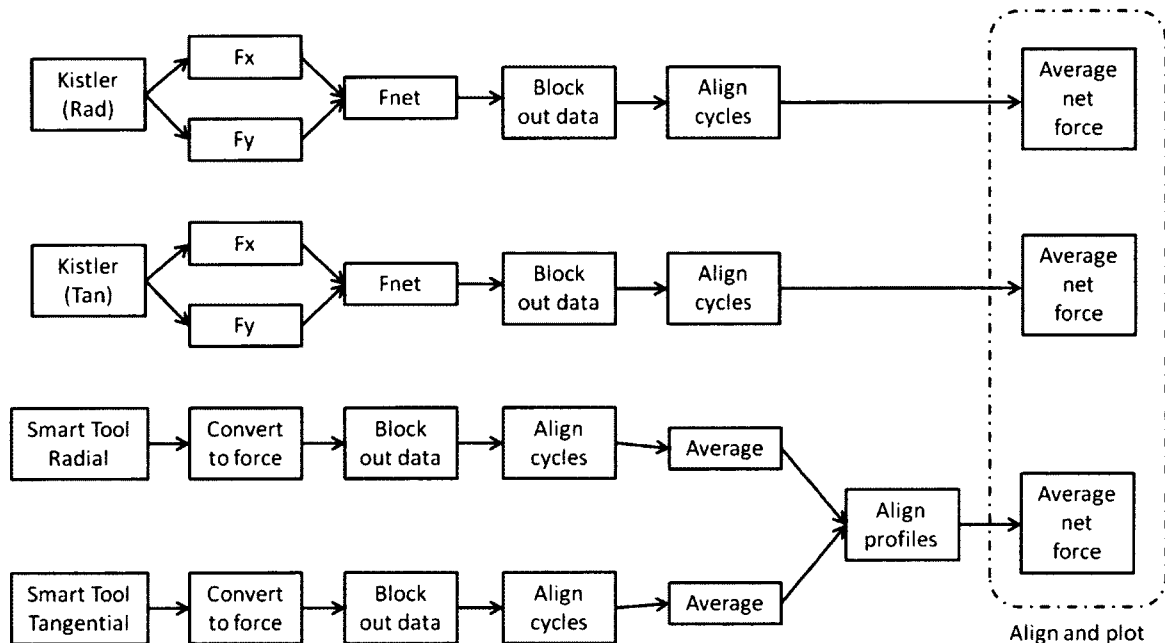 Kistler
(Rad)
Fx
Fy
Fnet
Block
out data
Align
cycles
Average
net
force
Kistler
(Tan)
Fx
Fy
Fnet
Block
out data
Align
cycles
Average
net
force
Smart Tool
Radial
Convert
to force
Block
out data
Align
cycles
Average
Smart Tool
Tangential
Convert
to force
Block
out data
Align
cycles
Average
Align
profiles
Average
net
force
Align and plot